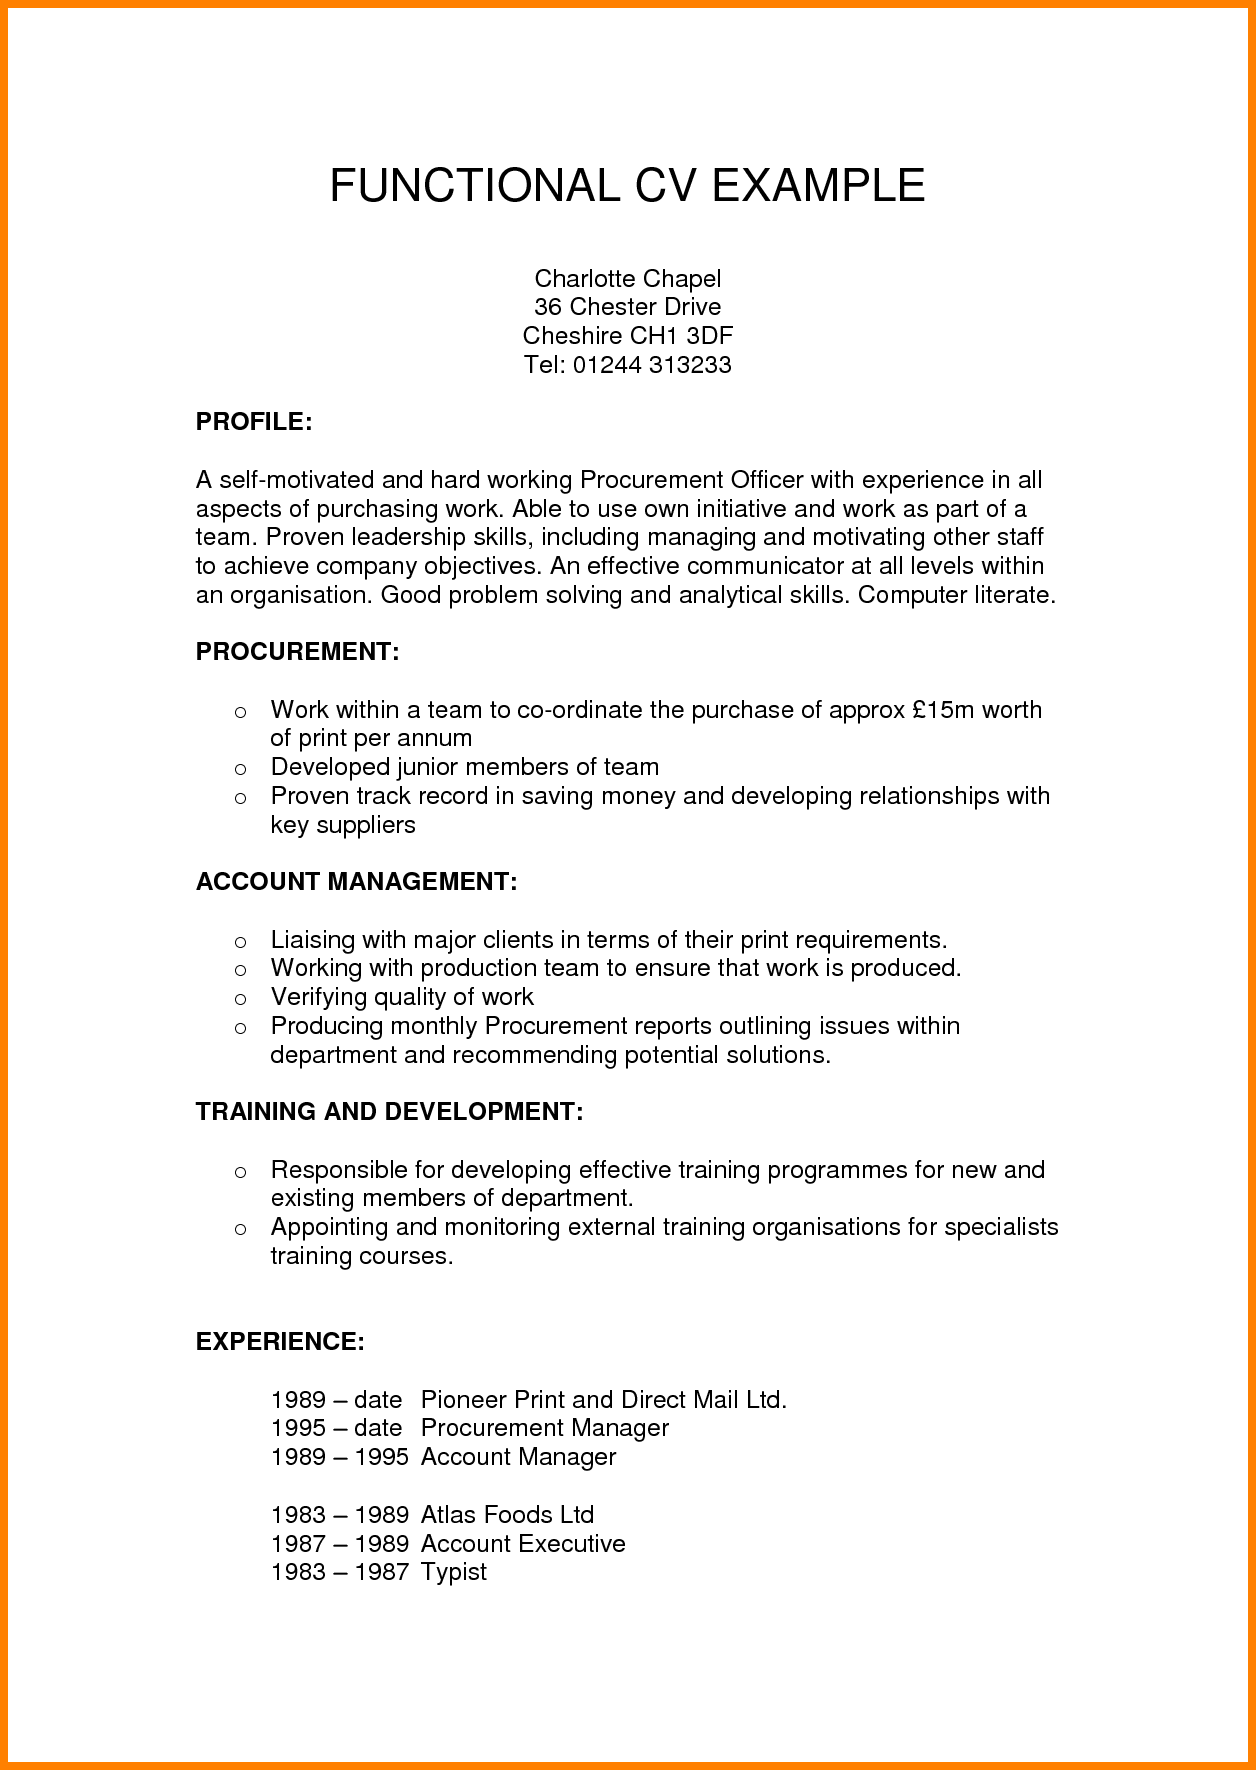 FUNCTIONAL CV EXAMPLE
Charlotte Chapel
36 Chester Drive
Cheshire CH1 3DF
Tel: 01244 313233
PROFILE:
A self-motivated and hard working Procurement Officer with experience in all
aspects of purchasing work. Able to use own initiative and work as part of a
team. Proven leadership skills, including managing and motivating other staff
to achieve company objectives. An effective communicator at all levels within
an organisation. Good problem solving and analytical skills. Computer literate.
PROCUREMENT:
o Work within a team to co-ordinate the purchase of approx £15m worth
of print per annum
o Developed junior members of team
o Proven track record in saving money and developing relationships with
key suppliers
ACCOUNT MANAGEMENT:
o Liaising with major clients in terms of their print requirements.
o Working with production team to ensure that work is produced.
o Verifying quality of work
o Producing monthly Procurement reports outlining issues within
department and recommending potential solutions.
TRAINING AND DEVELOPMENT:
o Responsible for developing effective training programmes for new and
existing members of department.
o Appointing and monitoring external training organisations for specialists
training courses.
EXPERIENCE:
1989 – date Pioneer Print and Direct Mail Ltd.
1995 – date Procurement Manager
1989 – 1995 Account Manager
1983 – 1989 Atlas Foods Ltd
1987 – 1989 Account Executive
1983 – 1987 Typist